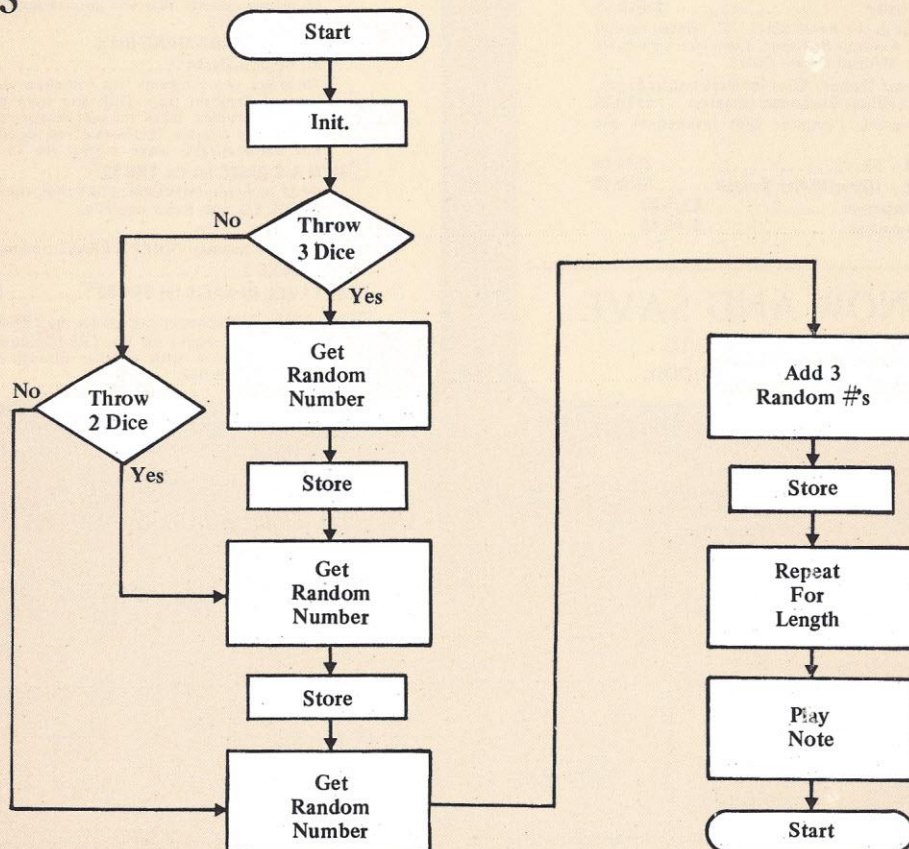 3
Start
Init.
No
Throw
3 Dice
Yes
Get
Random
Number
No
Throw
2 Dice
Yes
Store
Get
Random
Number
Store
Get
Random
Number
Add 3
Random #'s
Store
Repeat
For
Length
Play
Note
Start